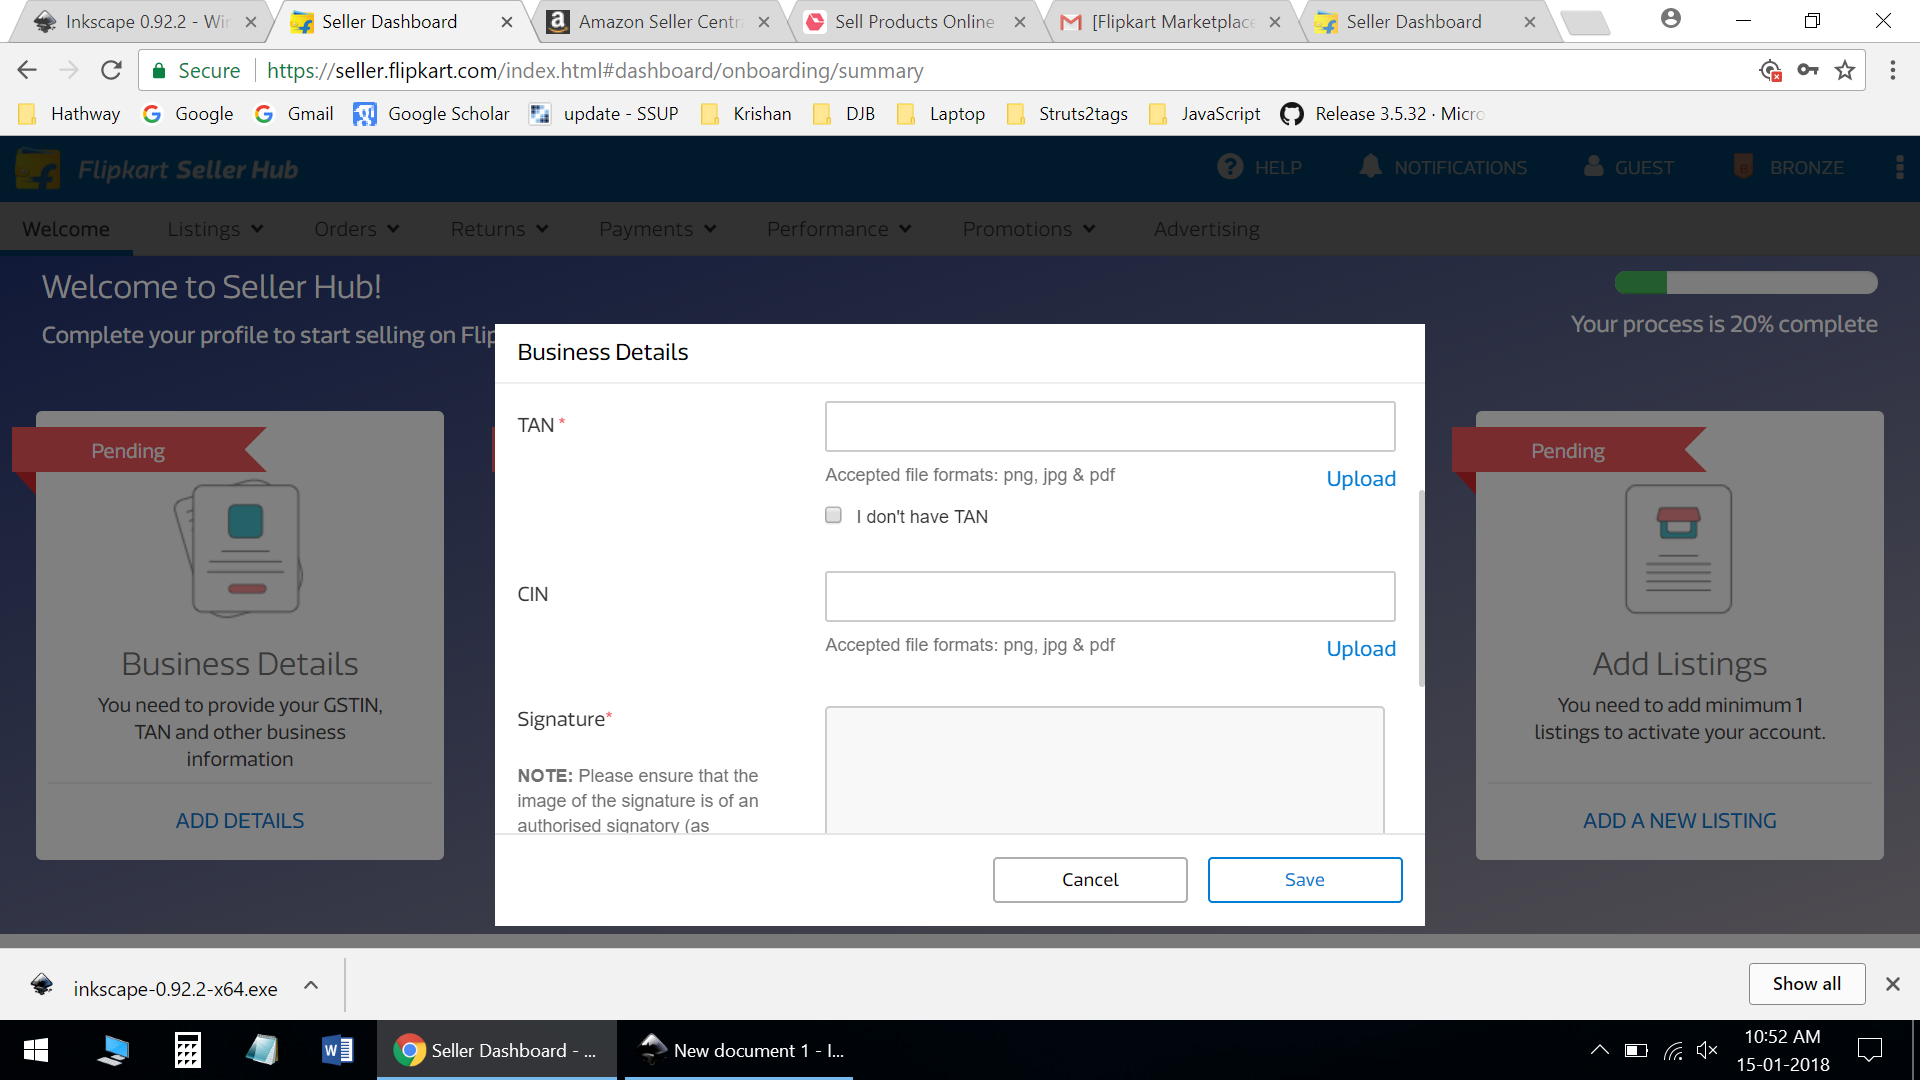 Inkscape 0.92.2 - Wi
Seller Dashboard
Amazon Seller Centr
Sell Products Online
[Flipkart Marketplace
Seller Dashboard
Secure
https://seller.flipkart.com/index.html#dashboard/onboarding/summary
Hathway
Google
Gmail
Google Scholar
update - SSUP
Krishan
DJB
Laptop
Struts2tags
JavaScript
Release 3.5.32 · Micro
Flipkart Seller Hub
HELP
NOTIFICATIONS
GUEST
BRONZE
Welcome
Listings
Orders
Returns
Payments
Performance
Promotions
Advertising
Welcome to Seller Hub!
Complete your profile to start selling on Flip
Your process is 20% complete
Pending
Business Details
You need to provide your GSTIN,
TAN and other business
information
ADD DETAILS
Business Details
TAN *
Accepted file formats: png, jpg & pdf
Upload
I don't have TAN
CIN
Accepted file formats: png, jpg & pdf
Upload
Signature*
NOTE: Please ensure that the
image of the signature is of an
authorised signatory (as
Cancel
Save
Pending
Add Listings
You need to add minimum 1
listings to activate your account.
ADD A NEW LISTING
inkscape-0.92.2-x64.exe
Show all
Seller Dashboard - ...
New document 1 - I...
10:52 AM
15-01-2018